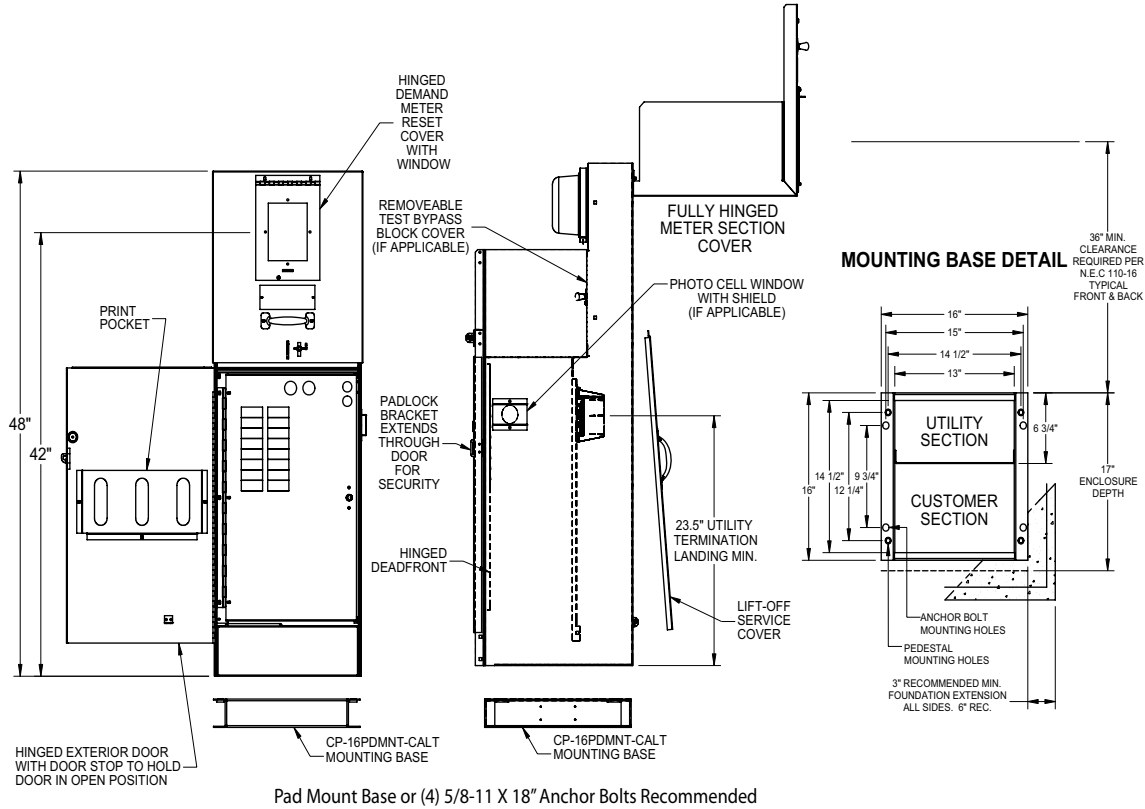 HINGED
DEMAND
METER
RESET
COVER
WITH
WINDOW
REMOVEABLE
TEST BYPASS
BLOCK COVER
(IF APPLICABLE)
FULLY HINGED
METER SECTION
COVER
PHOTO CELL WINDOW
WITH SHIELD
(IF APPLICABLE)
PRINT
POCKET
48"
42"
PADLOCK
BRACKET
EXTENDS
THROUGH
DOOR
FOR
SECURITY
HINGED
DEADFRONT
23.5" UTILITY
TERMINATION
LANDING MIN.
LIFT-OFF
SERVICE
COVER
HINGED EXTERIOR DOOR
WITH DOOR STOP TO HOLD
DOOR IN OPEN POSITION
CP-16PDMNT-CALT
MOUNTING BASE
CP-16PDMNT-CALT
MOUNTING BASE
MOUNTING BASE DETAIL
36" MIN.
CLEARANCE
REQUIRED PER
N.E.C 110-16
TYPICAL
FRONT & BACK
16"
15"
14 1/2"
13"
UTILITY
SECTION
6 3/4"
CUSTOMER
SECTION
16"
14 1/2"
12 1/4"
9 3/4"
17"
ENCLOSURE
DEPTH
ANCHOR BOLT
MOUNTING HOLES
PEDESTAL
MOUNTING HOLES
3" RECOMMENDED MIN.
FOUNDATION EXTENSION
ALL SIDES. 6" REC.
Pad Mount Base or (4) 5/8-11 X 18" Anchor Bolts Recommended